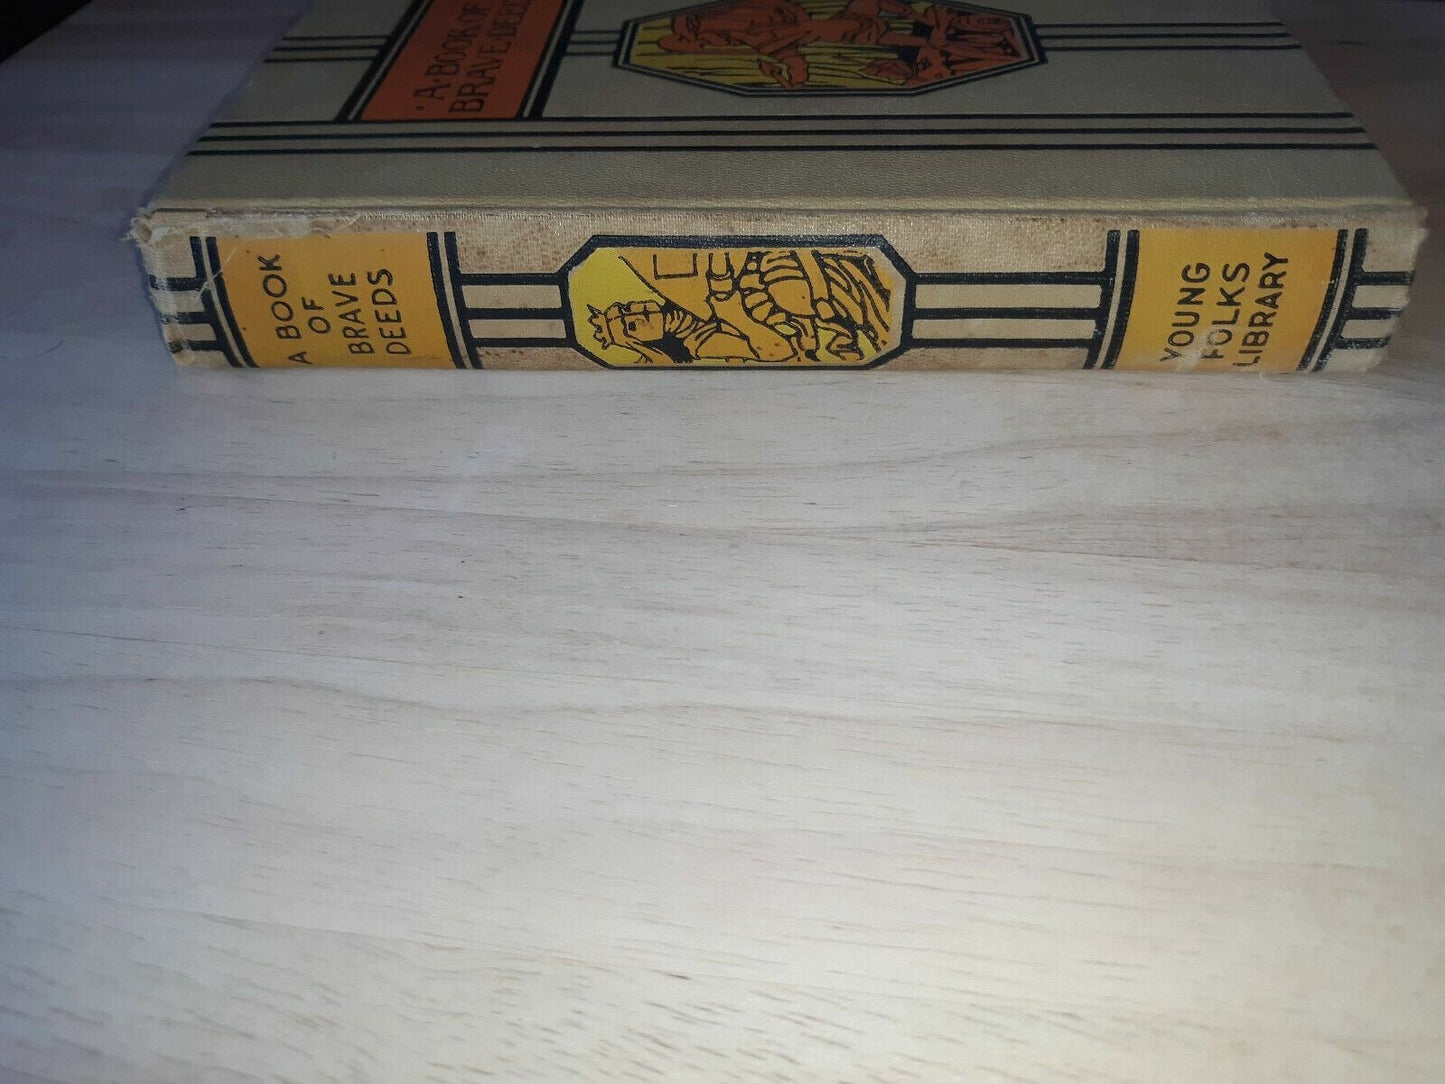 'A' BOOK OF
BRAVE DEEDS
A BOOK
OF
BRAVE
DEEDS
YOUNG
FOLKS
LIBRARY